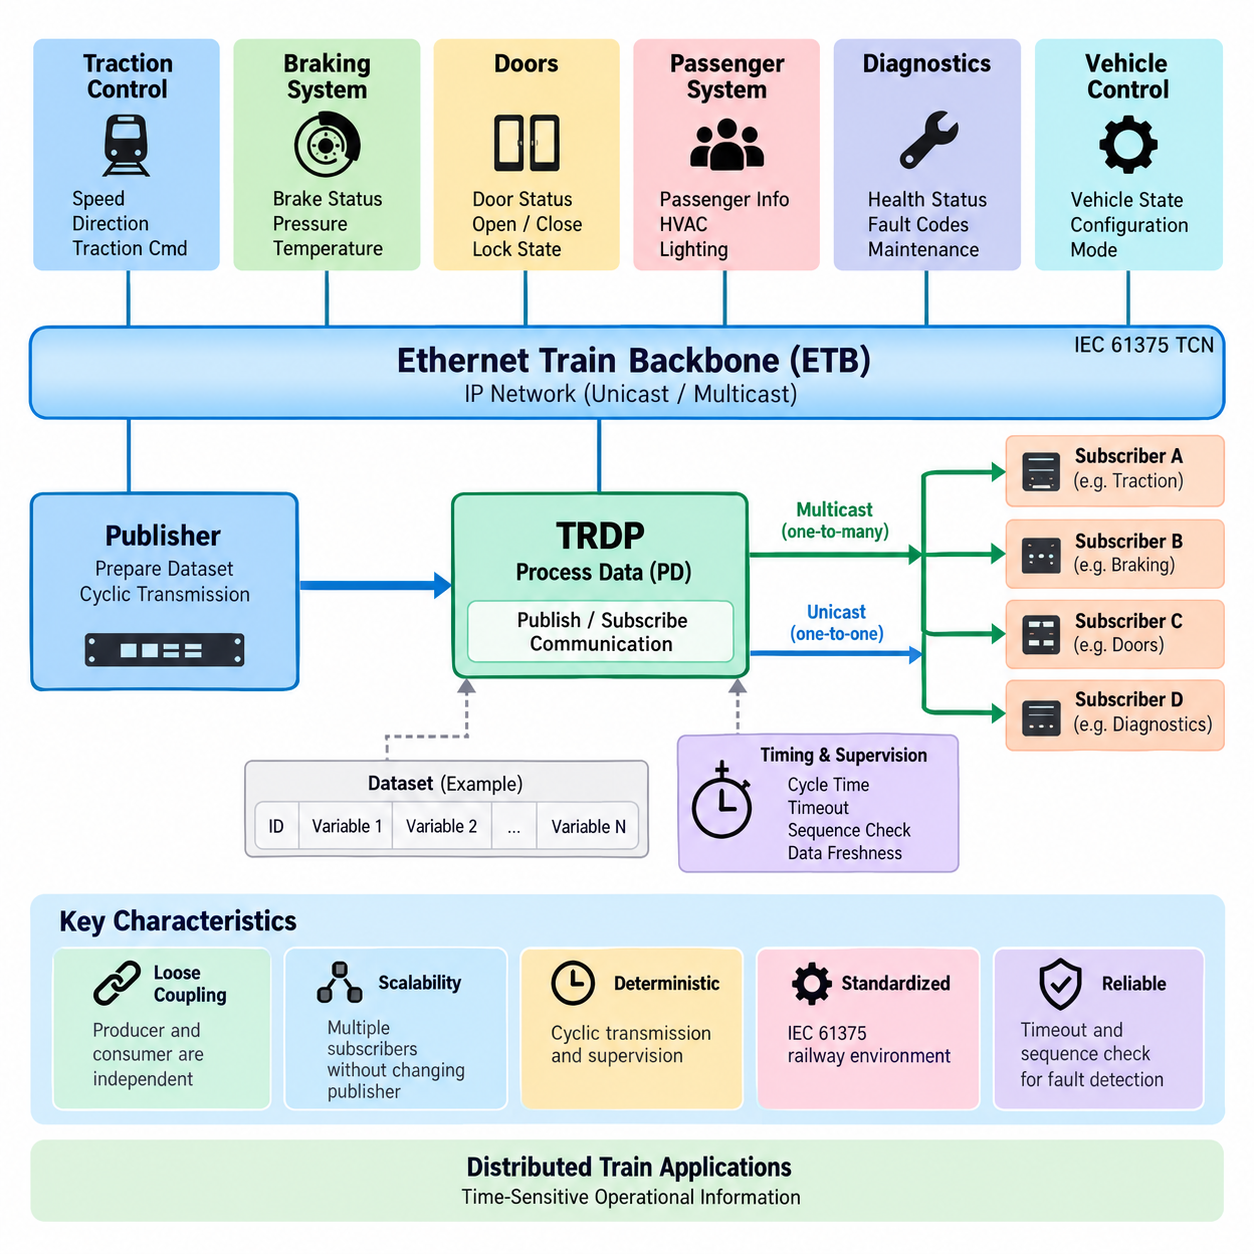 Traction
Control
Speed
Direction
Traction Cmd
Braking
System
Brake Status
Pressure
Temperature
Doors
Door Status
Open / Close
Lock State
Passenger
System
Passenger Info
HVAC
Lighting
Diagnostics
Health Status
Fault Codes
Maintenance
Vehicle
Control
Vehicle State
Configuration
Mode
IEC 61375 TCN
Ethernet Train Backbone (ETB)
IP Network (Unicast / Multicast)
Publisher
Prepare Dataset
Cyclic Transmission
TRDP
Process Data (PD)
Publish / Subscribe
Communication
Multicast
(one-to-many)
Unicast
(one-to-one)
Subscriber A
(e.g. Traction)
Subscriber B
(e.g. Braking)
Subscriber C
(e.g. Doors)
Subscriber D
(e.g. Diagnostics)
Dataset (Example)
ID Variable 1 Variable 2 ... Variable N
Timing & Supervision
Cycle Time
Timeout
Sequence Check
Data Freshness
Key Characteristics
Loose
Coupling
Producer and
consumer are
independent
Scalability
Multiple
subscribers
without changing
publisher
Deterministic
Cyclic transmission
and supervision
Standardized
IEC 61375
railway environment
Reliable
Timeout and
sequence check
for fault detection
Distributed Train Applications
Time-Sensitive Operational Information